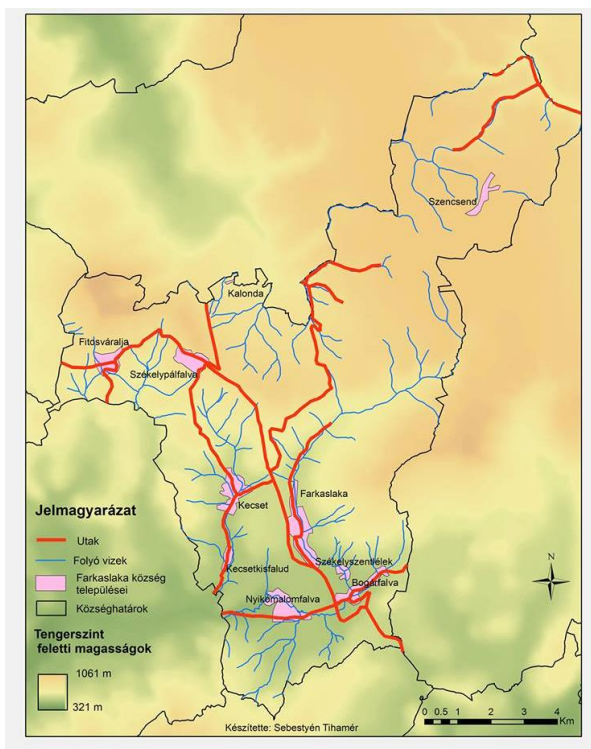 Szencsend
Kalonda
Fitosváralja
Székelypálfalva
Farkaslaka
Kecset
Székelyszentlélek
Kecsetkisfalud
Bogárfalva
Nyikómalomfalva
Jelmagyarázat
Utak
Folyó vizek
Farkaslaka község
települései
Községhatárok
Tengerszint
feletti magasságok
1061 m
321 m
N
0 0.5 1 2 3 4
Km
Készítette: Sebestyén Tihamér